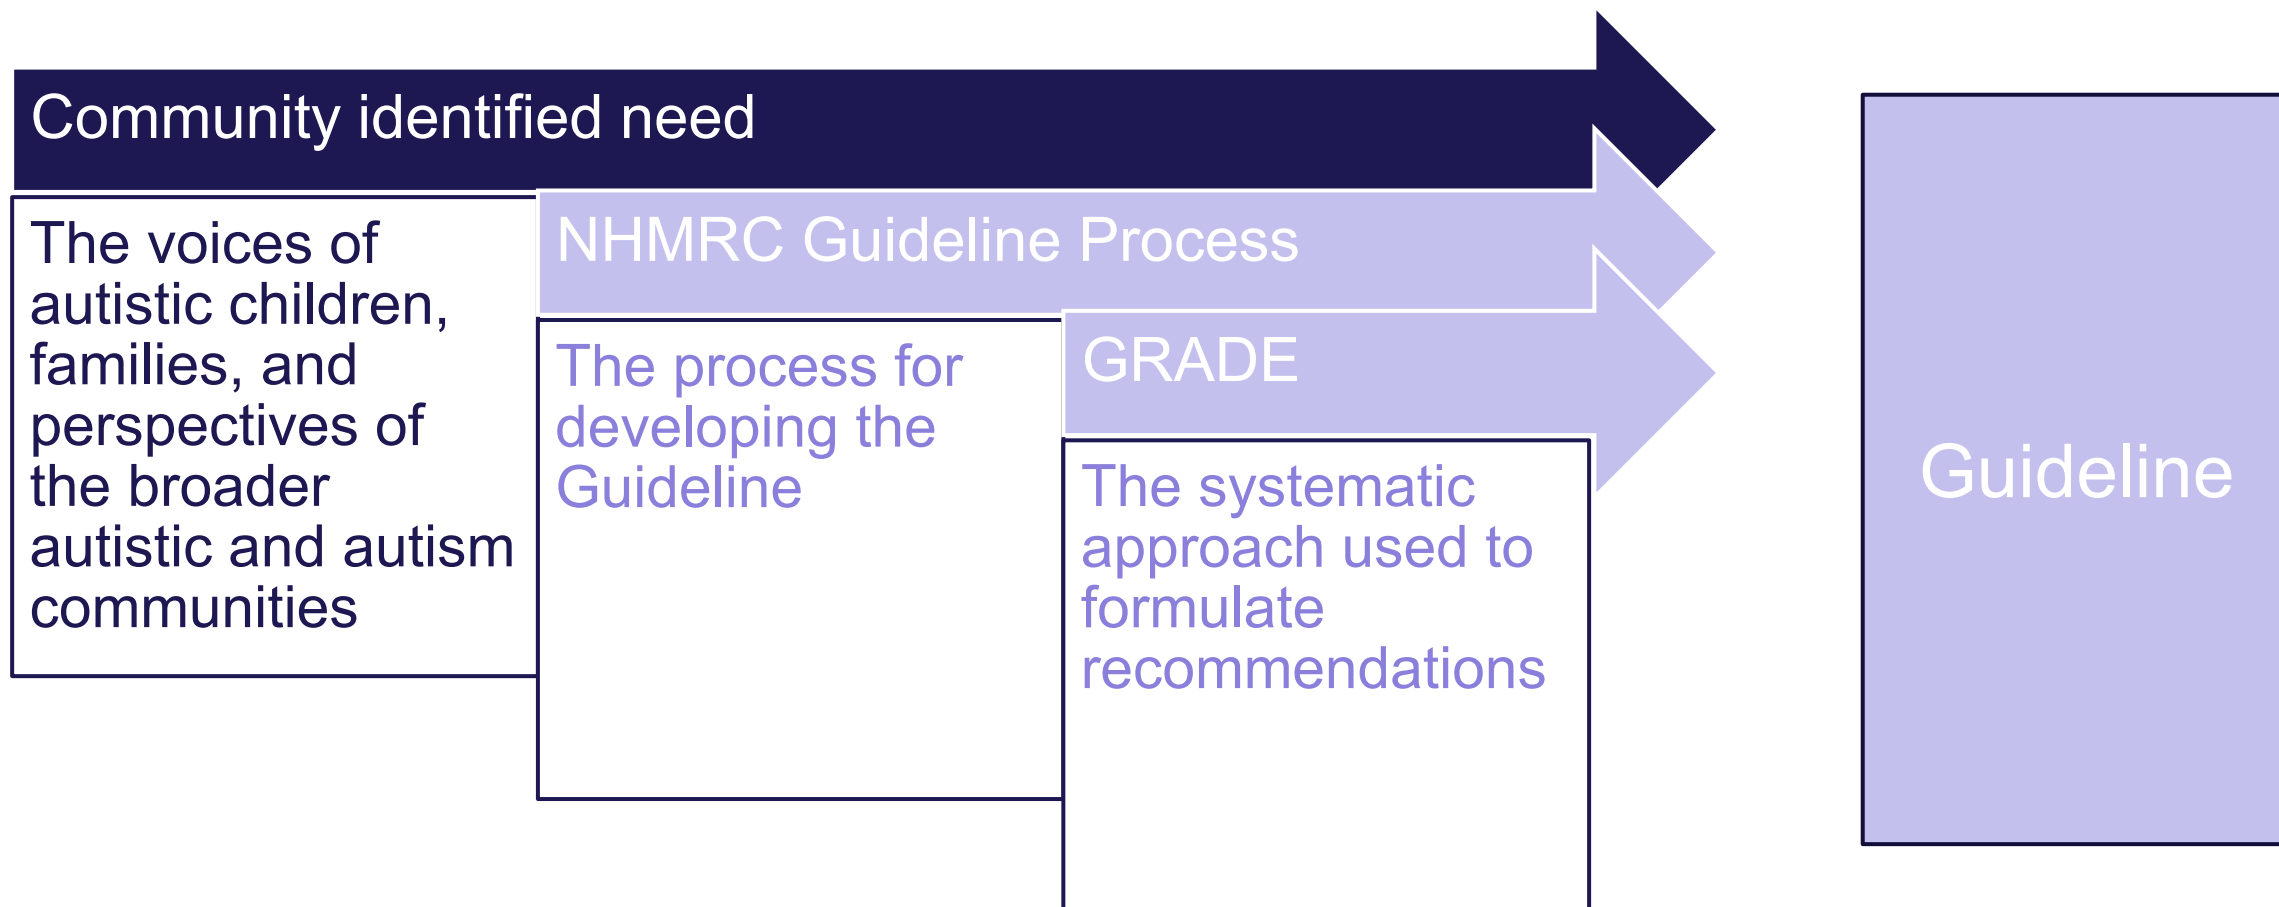 Community identified need
The voices of
autistic children,
families, and
perspectives of
the broader
autistic and autism
communities
NHMRC Guideline Process
The process for
developing the
Guideline
GRADE
The systematic
approach used to
formulate
recommendations
Guideline